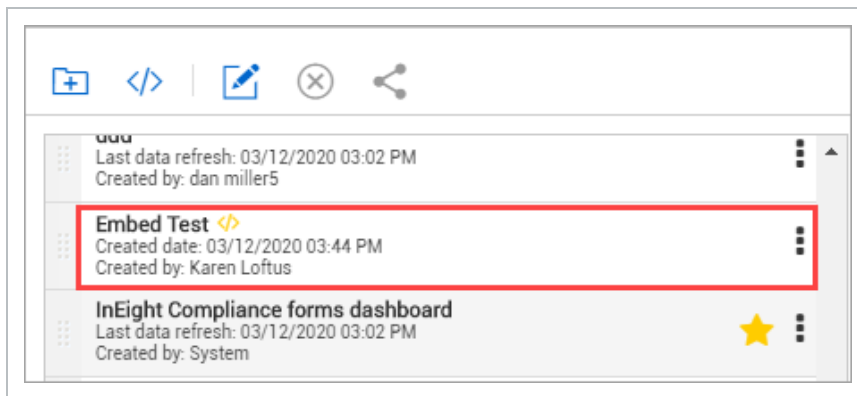 Last data refresh: 03/12/2020 03:02 PM
Created by: dan miller5
Embed Test </>
Created date: 03/12/2020 03:44 PM
Created by: Karen Loftus
InEight Compliance forms dashboard
Last data refresh: 03/12/2020 03:02 PM
Created by: System